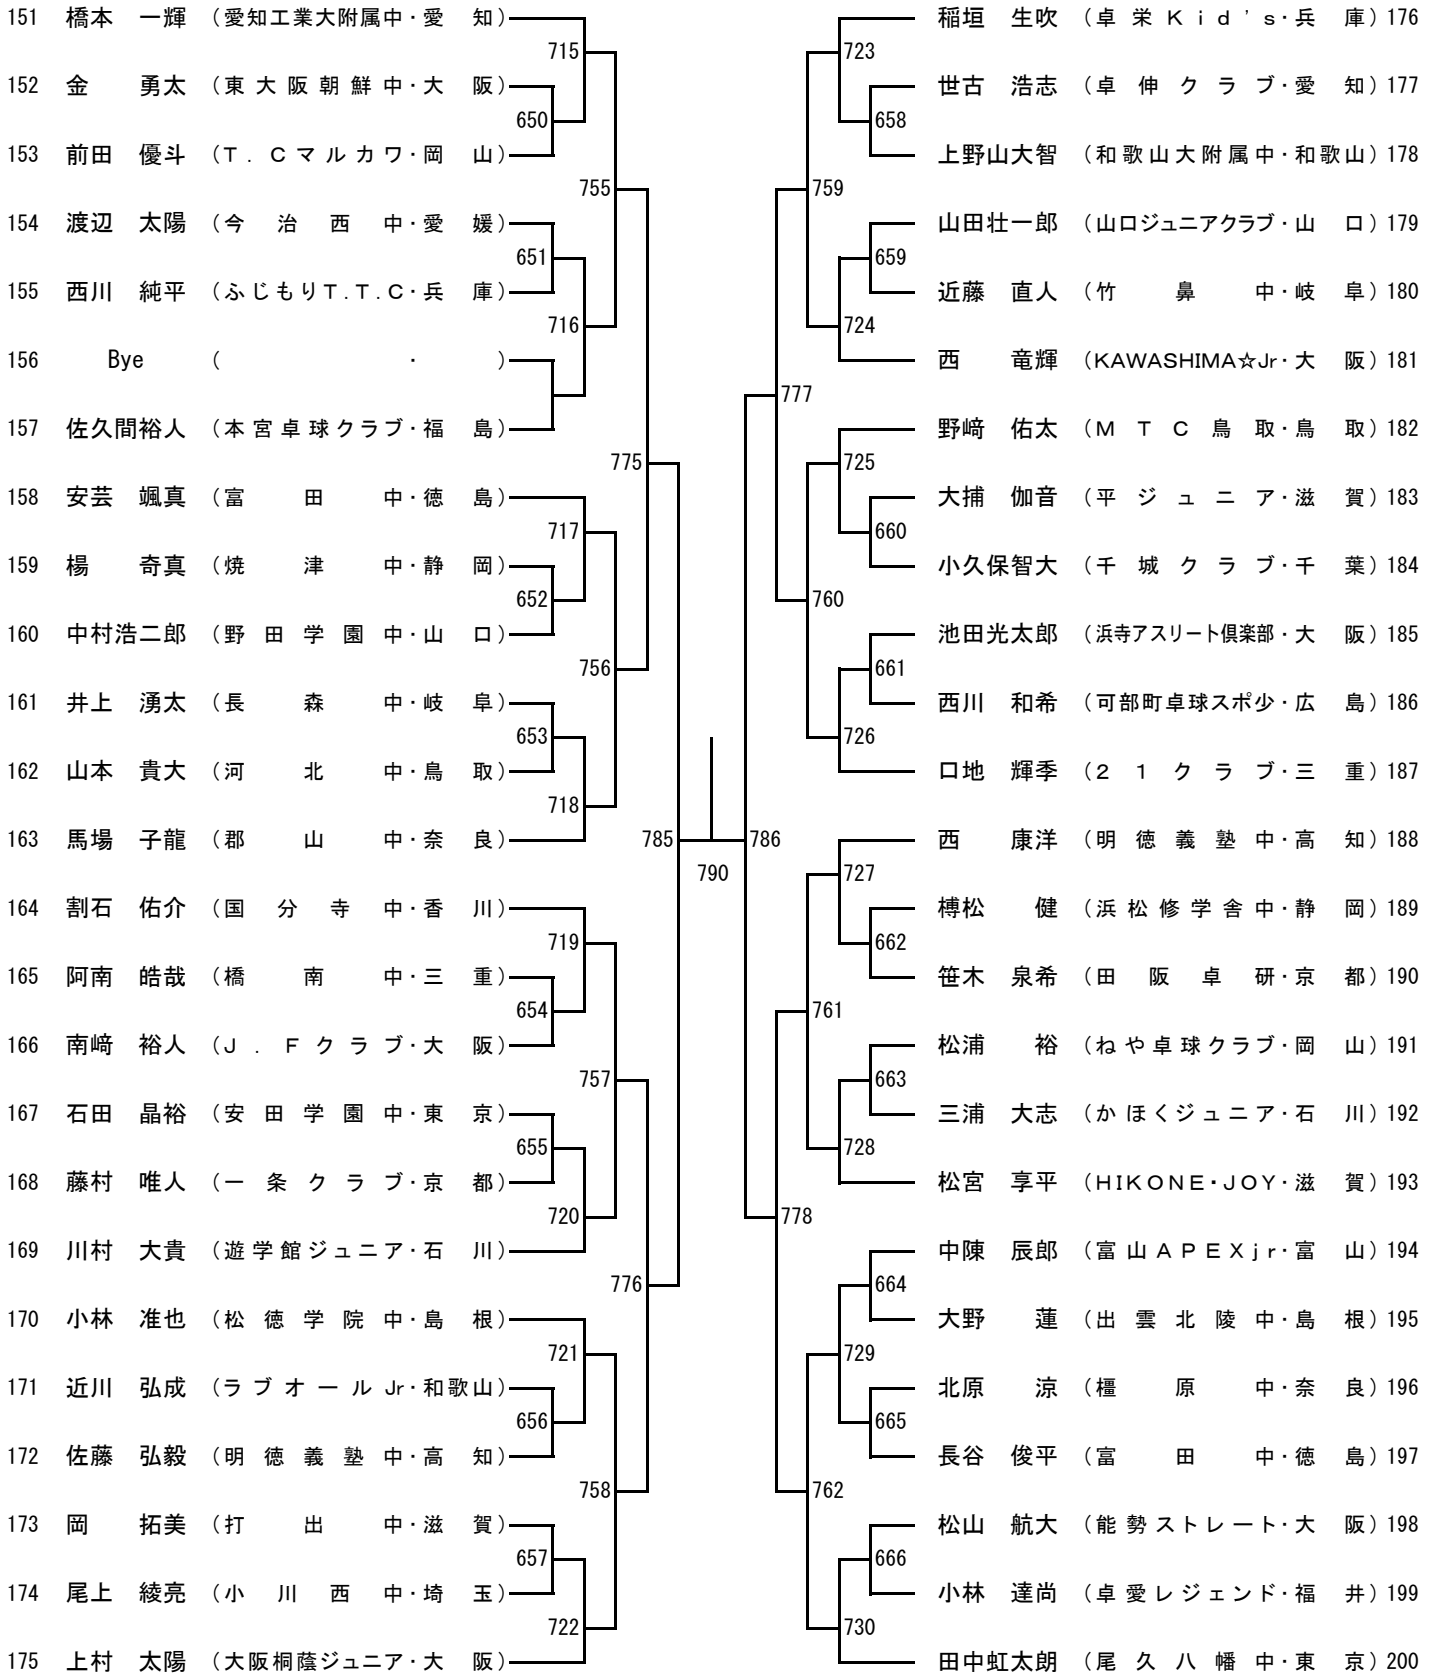 151 橋本 一輝 (愛知工業大附属中・愛 知)
715
152 金 勇太 (東大阪朝鮮中・大 阪)
650
153 前田 優斗 (T.Cマルカワ・岡 山)
755
154 渡辺 太陽 (今治西中・愛 媛)
651
155 西川 純平 (ふじもりT.T.C・兵 庫)
716
156 Bye ( ・ )
157 佐久間裕人 (本宮卓球クラブ・福 島)
775
158 安芸 颯真 (富田中・徳 島)
717
159 楊 奇真 (焼津中・静 岡)
652
160 中村浩二郎 (野田学園中・山 口)
756
161 井上 湧太 (長森中・岐 阜)
653
162 山本 貴大 (河北中・鳥 取)
718
163 馬場 子龍 (郡山中・奈 良)
785
790
786
164 割石 佑介 (国分寺中・香 川)
719
165 阿南 皓哉 (橋南中・三 重)
654
166 南﨑 裕人 (J.Fクラブ・大 阪)
757
167 石田 晶裕 (安田学園中・東 京)
655
168 藤村 唯人 (一条クラブ・京 都)
720
169 川村 大貴 (遊学館ジュニア・石 川)
776
170 小林 准也 (松徳学院中・島 根)
721
171 近川 弘成 (ラブオールJr・和歌山)
656
172 佐藤 弘毅 (明徳義塾中・高 知)
758
173 岡 拓美 (打出中・滋 賀)
657
174 尾上 綾亮 (小川西中・埼 玉)
722
175 上村 太陽 (大阪桐蔭ジュニア・大 阪)
稲垣 生吹 (卓栄Kid's・兵 庫) 176
723
世古 浩志 (卓伸クラブ・愛 知) 177
658
上野山大智 (和歌山大附属中・和歌山) 178
759
山田壮一郎 (山口ジュニアクラブ・山 口) 179
659
近藤 直人 (竹鼻中・岐 阜) 180
724
西 竜輝 (KAWASHIMA☆Jr・大 阪) 181
777
野﨑 佑太 (MTC鳥取・鳥 取) 182
725
大捕 伽音 (平ジュニア・滋 賀) 183
660
小久保智大 (千城クラブ・千 葉) 184
760
池田光太郎 (浜寺アスリート倶楽部・大 阪) 185
661
西川 和希 (可部町卓球スポ少・広 島) 186
726
口地 輝季 (21クラブ・三 重) 187
西 康洋 (明徳義塾中・高 知) 188
727
榑松 健 (浜松修学舎中・静 岡) 189
662
笹木 泉希 (田阪卓研・京 都) 190
761
松浦 裕 (ねや卓球クラブ・岡 山) 191
663
三浦 大志 (かほくジュニア・石 川) 192
728
松宮 享平 (HIKONE・JOY・滋 賀) 193
778
中陳 辰郎 (富山APEXjr・富 山) 194
664
大野 蓮 (出雲北陵中・島 根) 195
729
北原 涼 (橿原中・奈 良) 196
665
長谷 俊平 (富田中・徳 島) 197
762
松山 航大 (能勢ストレート・大 阪) 198
666
小林 達尚 (卓愛レジェンド・福 井) 199
730
田中虹太朗 (尾久八幡中・東 京) 200